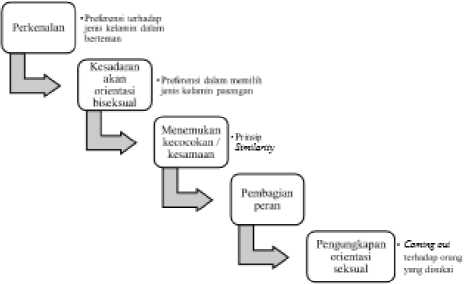 Perkenalan
• Preferensi terhadap
jenis kelamin dalam
berteman
Kesadaran
akan
orientasi
biseksual
• Preferensi dalam memilih
jenis kelamin pasangan
Menemukan
kecocokan /
kesamaan
• Prinsip
Similarity
Pembagian
peran
Pengungkapan
orientasi
seksual
• Coming out
terhadap orang
yang disukai